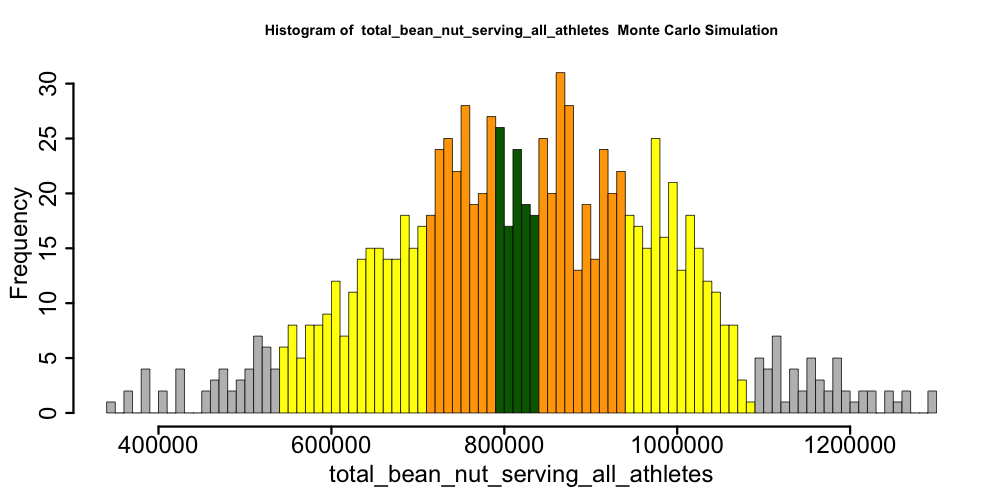 Histogram of total_bean_nut_serving_all_athletes Monte Carlo Simulation
30
25
20
15
10
5
0
Frequency
400000 600000 800000 1000000 1200000
total_bean_nut_serving_all_athletes